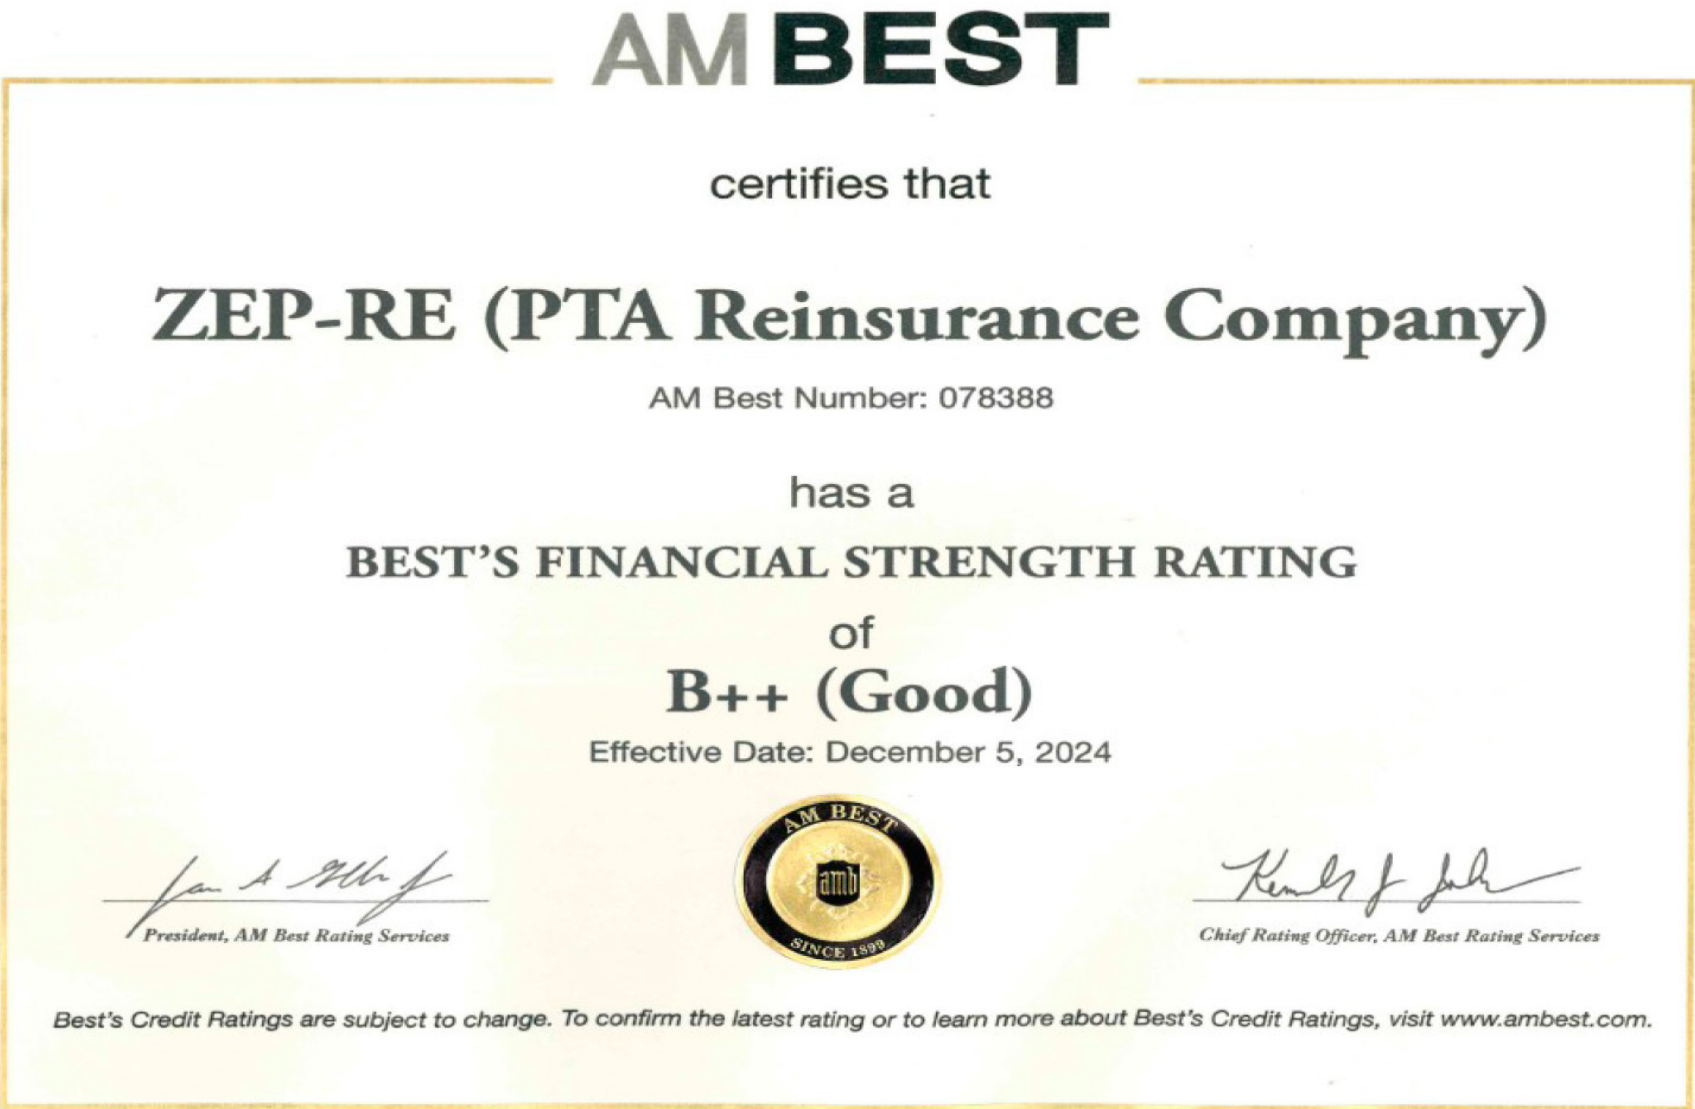 AM BEST
certifies that
ZEP-RE (PTA Reinsurance Company)
AM Best Number: 078388
has a
BEST'S FINANCIAL STRENGTH RATING
of
B++ (Good)
Effective Date: December 5, 2024
AM BEST
amb
SINCE 1899
President, AM Best Rating Services
Chief Rating Officer, AM Best Rating Services
Best's Credit Ratings are subject to change. To confirm the latest rating or to learn more about Best's Credit Ratings, visit www.ambest.com.